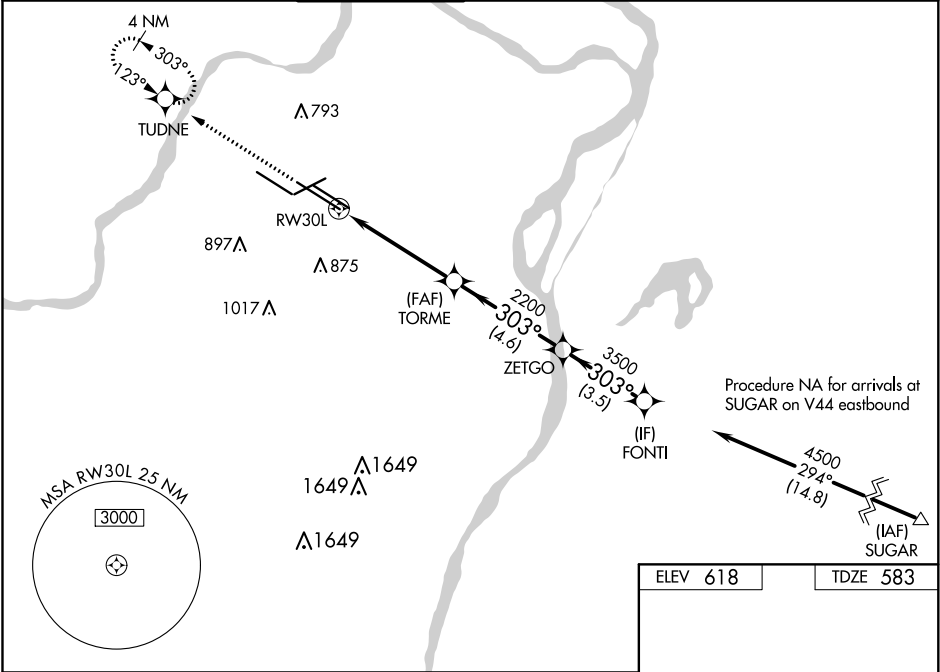 4 NM
303°
123°
TUDNE
793
RW30L
897
875
1017
(FAF)
TORME
2200
303°
(4.6)
ZETGO
3500
303°
(3.5)
(IF)
FONTI
Procedure NA for arrivals at
SUGAR on V44 eastbound
4500
294°
(14.8)
(IAF)
SUGAR
1649
1649
1649
MSA RW30L 25 NM
3000
ELEV 618
TDZE 583